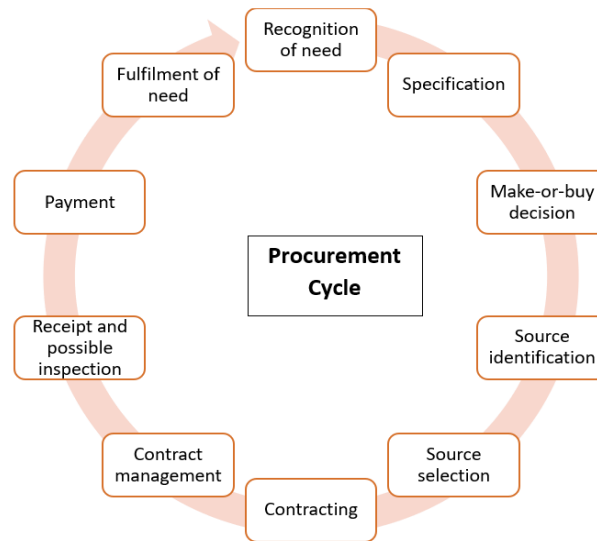 Recognition
of need
Specification
Make-or-buy
decision
Source
identification
Source
selection
Contracting
Contract
management
Receipt and
possible
inspection
Payment
Fulfilment of
need
Procurement
Cycle